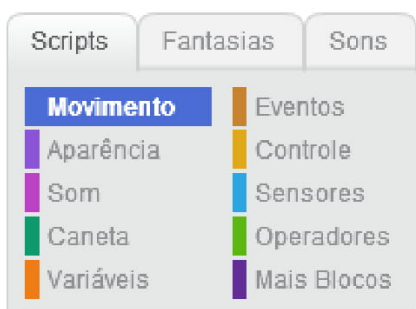 Scripts Fantasias Sons
Movimento Eventos
Aparência Controle
Som Sensores
Caneta Operadores
Variáveis Mais Blocos